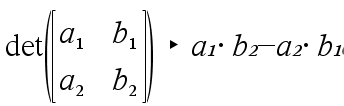 det([a₁ b₁
a₂ b₂]) ▸ a₁· b₂–a₂· b₁